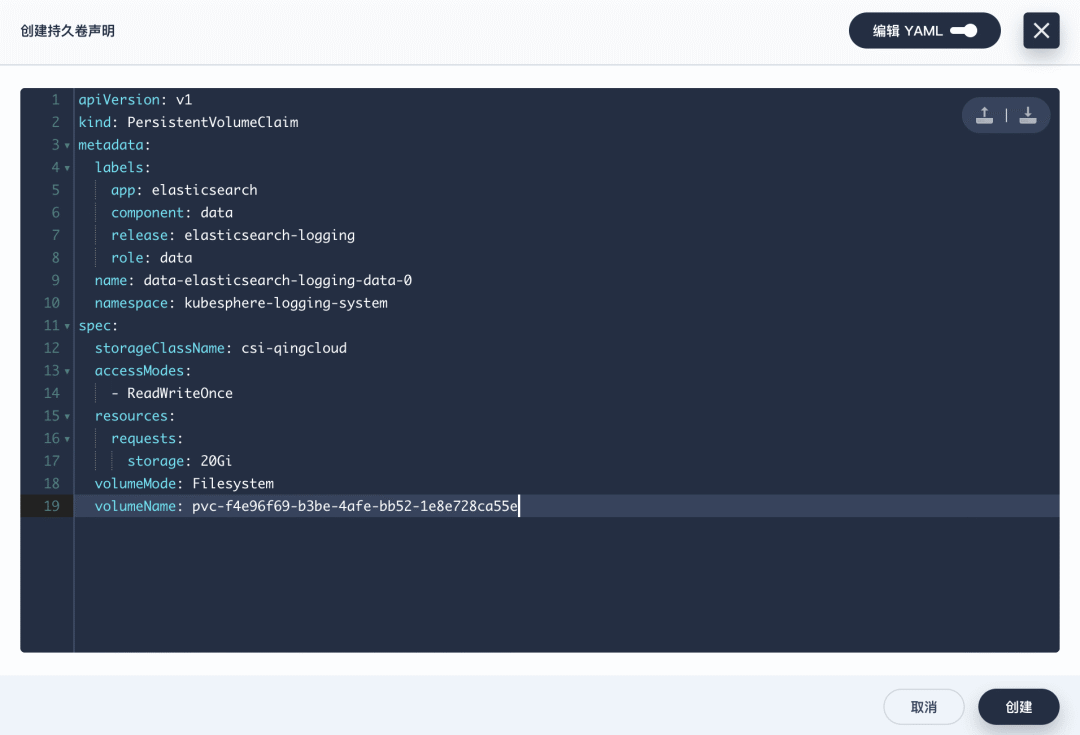 创建持久卷声明
编辑 YAML
1 apiVersion: v1
2 kind: PersistentVolumeClaim
3 metadata:
4   labels:
5     app: elasticsearch
6     component: data
7     release: elasticsearch-logging
8     role: data
9   name: data-elasticsearch-logging-data-0
10   namespace: kubesphere-logging-system
11 spec:
12   storageClassName: csi-qingcloud
13   accessModes:
14     - ReadWriteOnce
15   resources:
16     requests:
17       storage: 20Gi
18   volumeMode: Filesystem
19   volumeName: pvc-f4e96f69-b3be-4afe-bb52-1e8e728ca55e
取消
创建